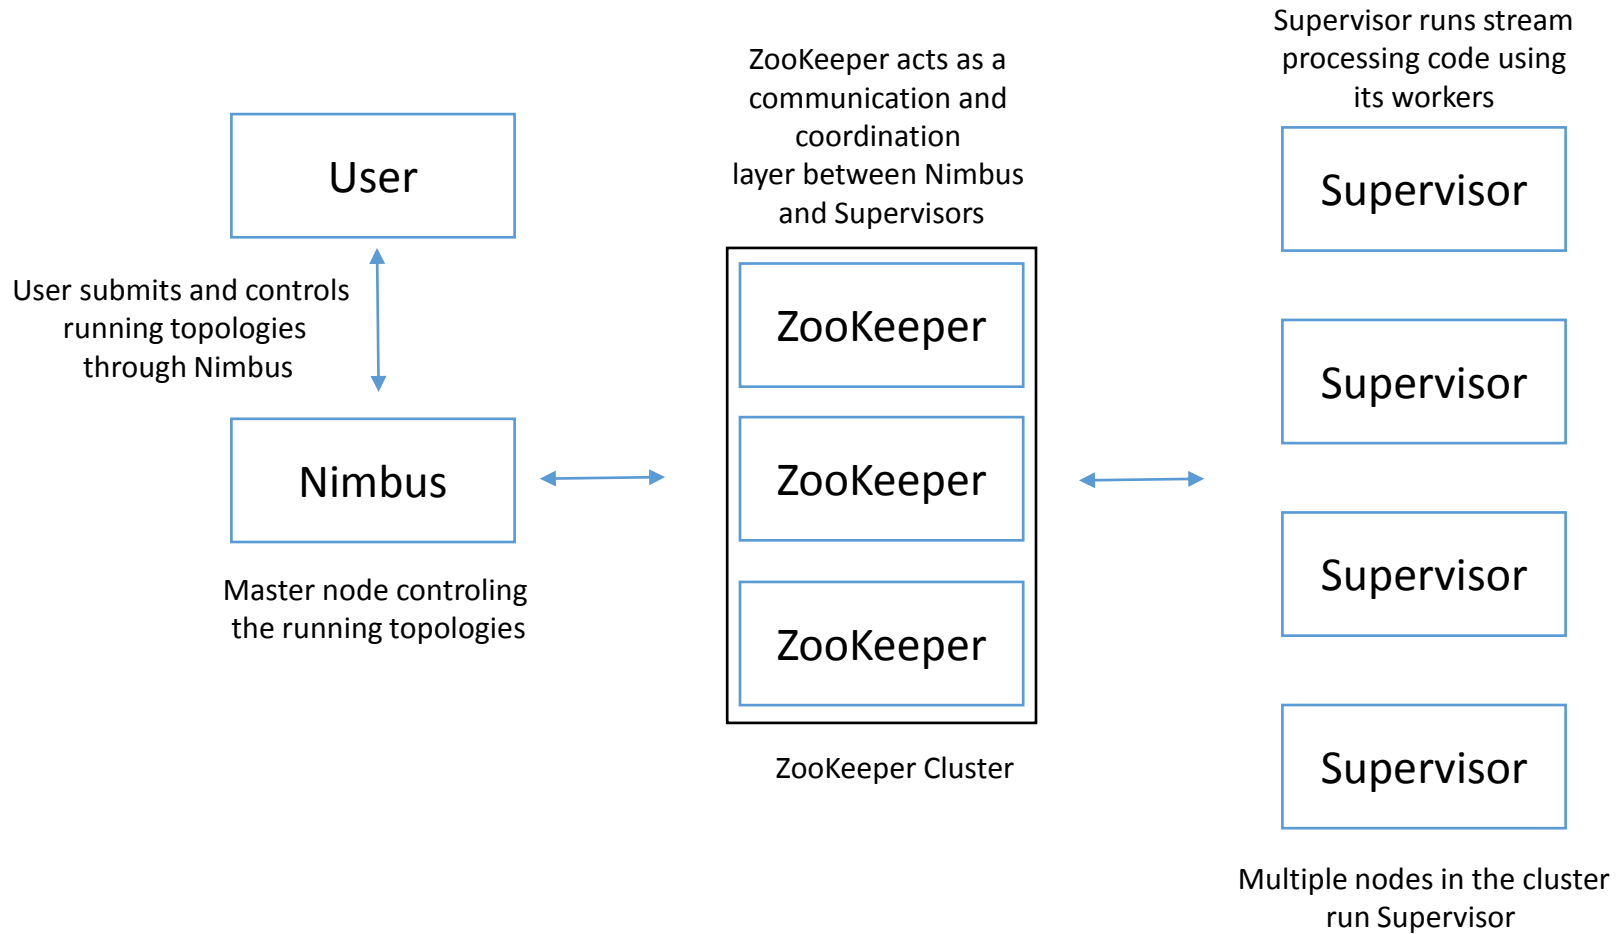 User
User submits and controls
running topologies
through Nimbus
Nimbus
Master node controling
the running topologies
ZooKeeper acts as a
communication and
coordination
layer between Nimbus
and Supervisors
ZooKeeper
ZooKeeper
ZooKeeper
ZooKeeper Cluster
Supervisor runs stream
processing code using
its workers
Supervisor
Supervisor
Supervisor
Supervisor
Multiple nodes in the cluster
run Supervisor